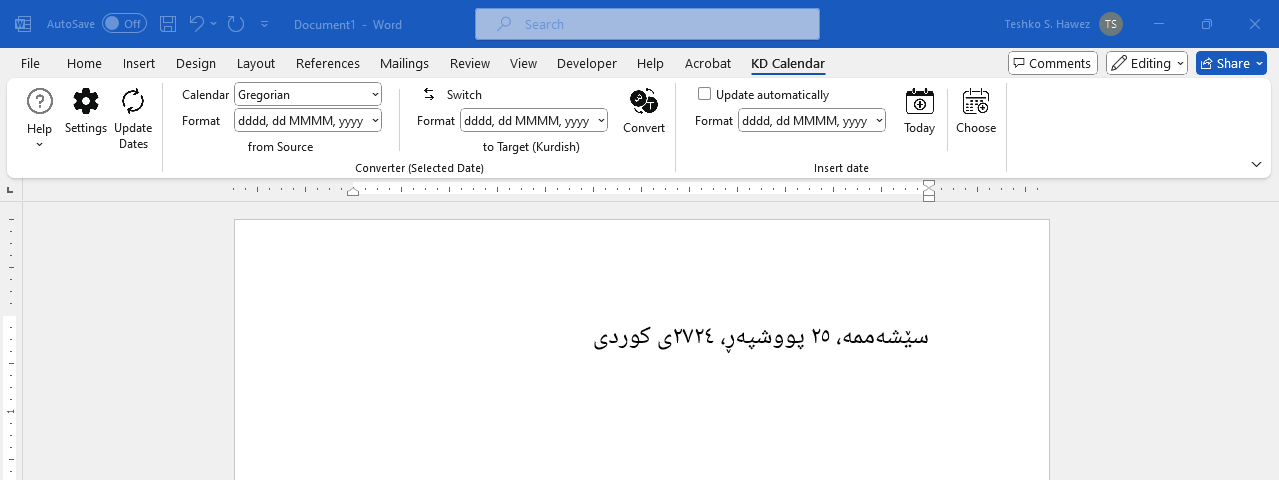 AutoSave Off Document1 - Word Search Teshko S. Hawez TS
File Home Insert Design Layout References Mailings Review View Developer Help Acrobat KD Calendar Comments Editing Share
Help
Settings
Update Dates
Calendar Gregorian
Format dddd, dd MMMM, yyyy
from Source
Switch
Format dddd, dd MMMM, yyyy
to Target (Kurdish)
Convert
Converter (Selected Date)
Update automatically
Format dddd, dd MMMM, yyyy
Today
Choose
Insert date
1
سێشەممە، ٢٥ پووشپەڕ، ٢٧٢٤ی کوردی